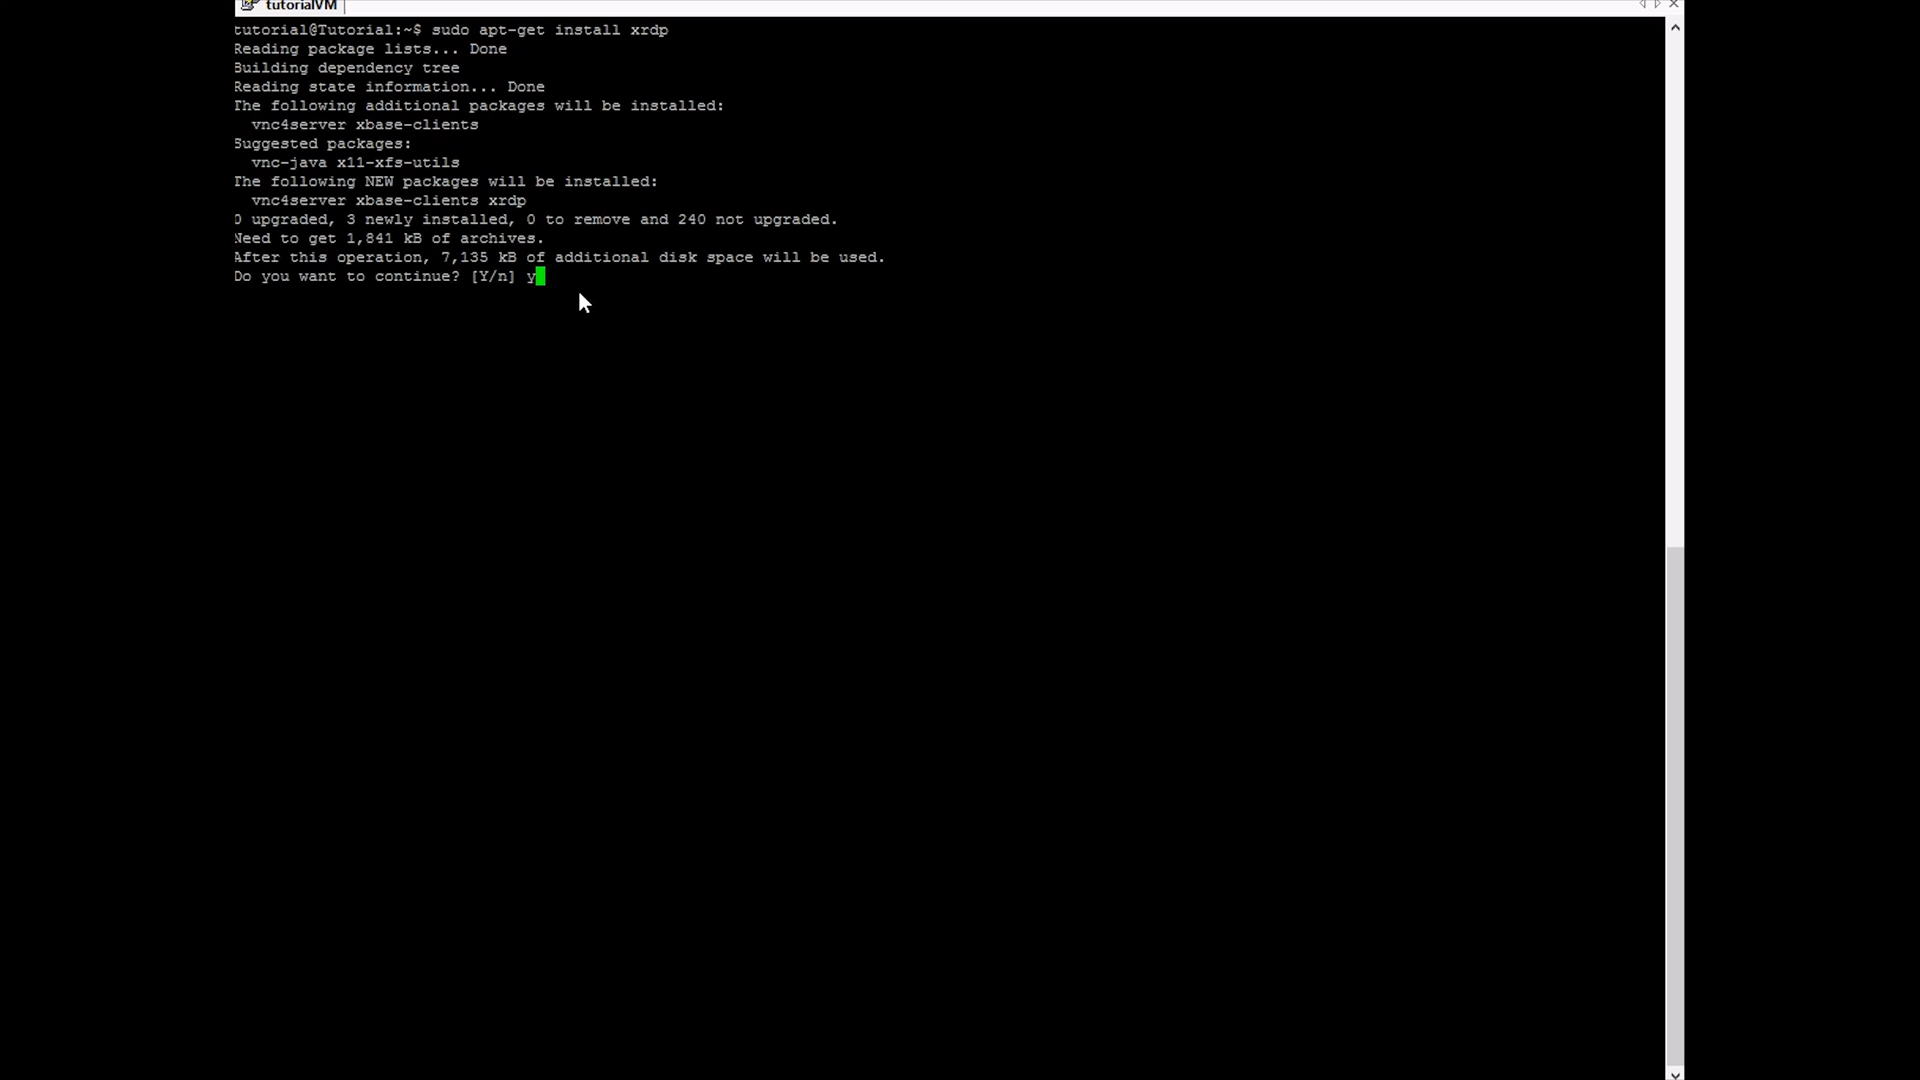 tutorialVM
tutorial@Tutorial:~$ sudo apt-get install xrdp
Reading package lists... Done
Building dependency tree
Reading state information... Done
The following additional packages will be installed:
  vnc4server xbase-clients
Suggested packages:
  vnc-java x11-xfs-utils
The following NEW packages will be installed:
  vnc4server xbase-clients xrdp
0 upgraded, 3 newly installed, 0 to remove and 240 not upgraded.
Need to get 1,841 kB of archives.
After this operation, 7,135 kB of additional disk space will be used.
Do you want to continue? [Y/n] y